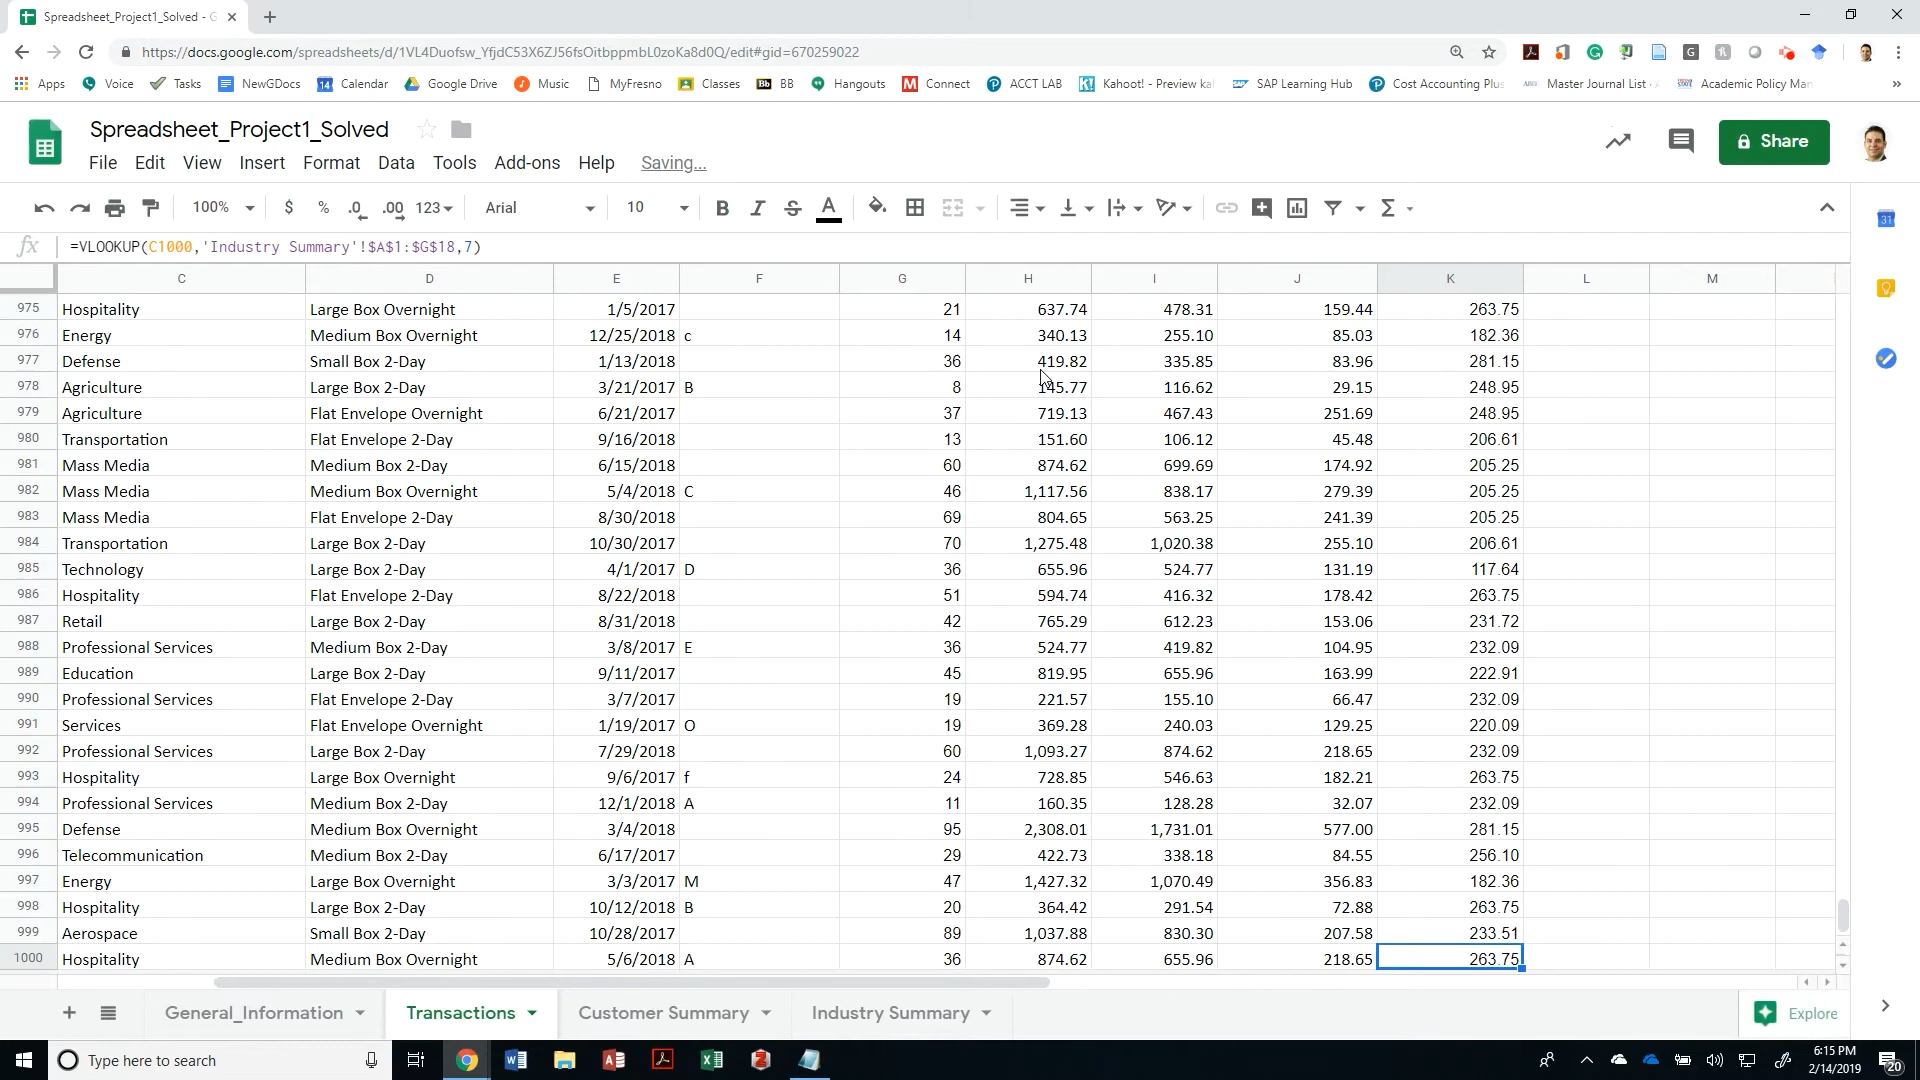 Spreadsheet_Project1_Solved - G
https://docs.google.com/spreadsheets/d/1VL4Duofsw_YfjdC53X6ZJ56fsOitbppmbL0zoKa8d0Q/edit#gid=670259022
Apps Voice Tasks NewGDocs Calendar Google Drive Music MyFresno Classes BB Hangouts Connect ACCT LAB Kahoot! - Preview ka SAP Learning Hub Cost Accounting Plus Master Journal List - Academic Policy Man »
Spreadsheet_Project1_Solved
File Edit View Insert Format Data Tools Add-ons Help Saving...
Share
100% $ % .0 .00 123 Arial 10 B I S A Σ
31
fx =VLOOKUP(C1000,'Industry Summary'!$A$1:$G$18,7)
C D E F G H I J K L M
975 Hospitality Large Box Overnight 1/5/2017 21 637.74 478.31 159.44 263.75
976 Energy Medium Box Overnight 12/25/2018 c 14 340.13 255.10 85.03 182.36
977 Defense Small Box 2-Day 1/13/2018 36 419.82 335.85 83.96 281.15
978 Agriculture Large Box 2-Day 3/21/2017 B 8 145.77 116.62 29.15 248.95
979 Agriculture Flat Envelope Overnight 6/21/2017 37 719.13 467.43 251.69 248.95
980 Transportation Flat Envelope 2-Day 9/16/2018 13 151.60 106.12 45.48 206.61
981 Mass Media Medium Box 2-Day 6/15/2018 60 874.62 699.69 174.92 205.25
982 Mass Media Medium Box Overnight 5/4/2018 C 46 1,117.56 838.17 279.39 205.25
983 Mass Media Flat Envelope 2-Day 8/30/2018 69 804.65 563.25 241.39 205.25
984 Transportation Large Box 2-Day 10/30/2017 70 1,275.48 1,020.38 255.10 206.61
985 Technology Large Box 2-Day 4/1/2017 D 36 655.96 524.77 131.19 117.64
986 Hospitality Flat Envelope 2-Day 8/22/2018 51 594.74 416.32 178.42 263.75
987 Retail Large Box 2-Day 8/31/2018 42 765.29 612.23 153.06 231.72
988 Professional Services Medium Box 2-Day 3/8/2017 E 36 524.77 419.82 104.95 232.09
989 Education Large Box 2-Day 9/11/2017 45 819.95 655.96 163.99 222.91
990 Professional Services Flat Envelope 2-Day 3/7/2017 19 221.57 155.10 66.47 232.09
991 Services Flat Envelope Overnight 1/19/2017 O 19 369.28 240.03 129.25 220.09
992 Professional Services Large Box 2-Day 7/29/2018 60 1,093.27 874.62 218.65 232.09
993 Hospitality Large Box Overnight 9/6/2017 f 24 728.85 546.63 182.21 263.75
994 Professional Services Medium Box 2-Day 12/1/2018 A 11 160.35 128.28 32.07 232.09
995 Defense Medium Box Overnight 3/4/2018 95 2,308.01 1,731.01 577.00 281.15
996 Telecommunication Medium Box 2-Day 6/17/2017 29 422.73 338.18 84.55 256.10
997 Energy Large Box Overnight 3/3/2017 M 47 1,427.32 1,070.49 356.83 182.36
998 Hospitality Large Box 2-Day 10/12/2018 B 20 364.42 291.54 72.88 263.75
999 Aerospace Small Box 2-Day 10/28/2017 89 1,037.88 830.30 207.58 233.51
1000 Hospitality Medium Box Overnight 5/6/2018 A 36 874.62 655.96 218.65 263.75
General_Information Transactions Customer Summary Industry Summary Explore
Type here to search
6:15 PM
2/14/2019
20